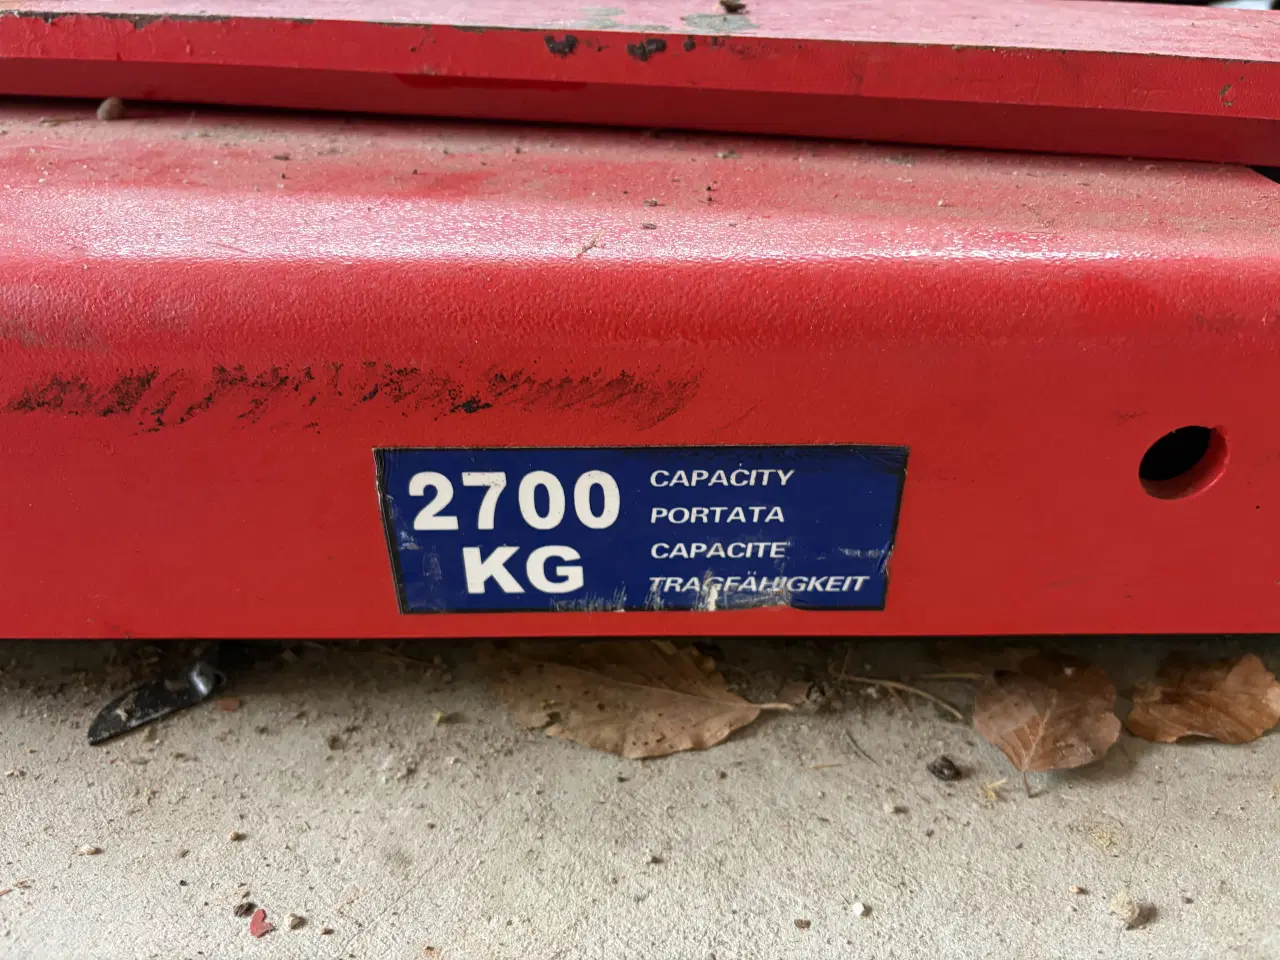 2700
KG
CAPACITY
PORTATA
CAPACITE
TRAGFÄHIGKEIT